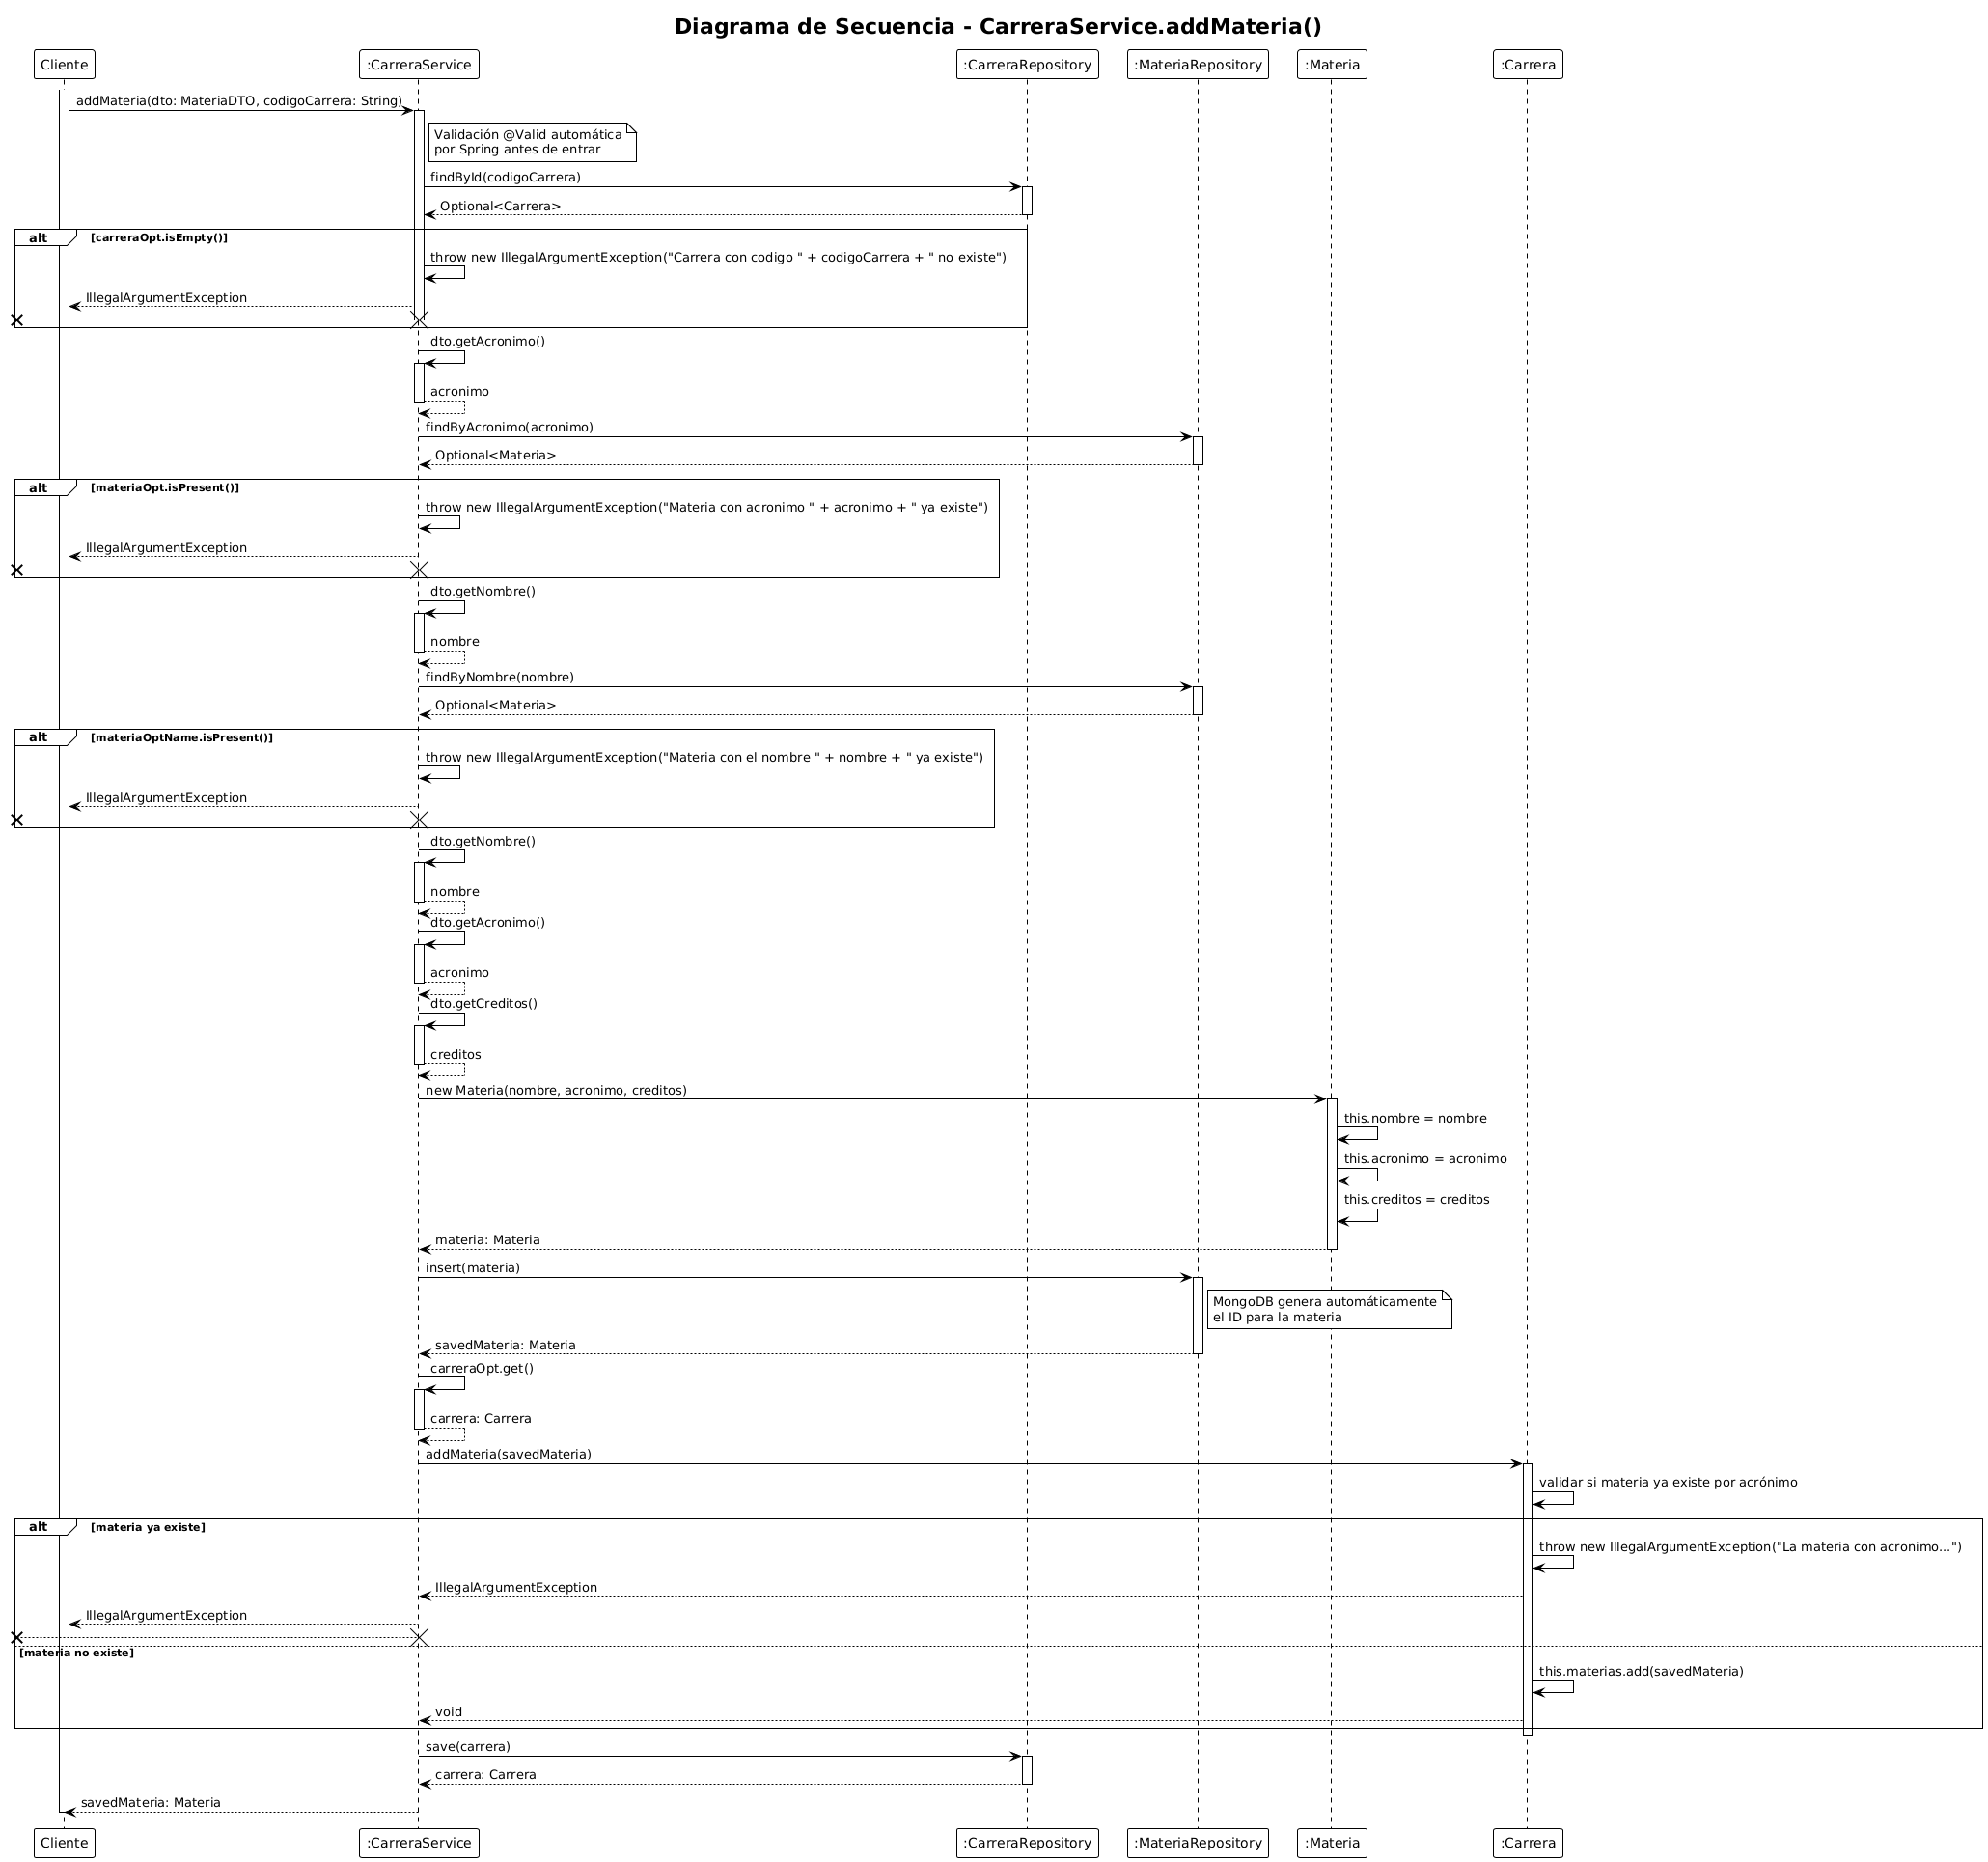 Diagrama de Secuencia - CarreraService.addMateria()
Cliente
:CarreraService
:CarreraRepository
:MateriaRepository
:Materia
:Carrera
addMateria(dto: MateriaDTO, codigoCarrera: String)
Validación @Valid automática
por Spring antes de entrar
findById(codigoCarrera)
Optional<Carrera>
alt
[carreraOpt.isEmpty()]
throw new IllegalArgumentException("Carrera con codigo " + codigoCarrera + " no existe")
IllegalArgumentException
dto.getAcronimo()
acronimo
findByAcronimo(acronimo)
Optional<Materia>
alt
[materiaOpt.isPresent()]
throw new IllegalArgumentException("Materia con acronimo " + acronimo + " ya existe")
IllegalArgumentException
dto.getNombre()
nombre
findByNombre(nombre)
Optional<Materia>
alt
[materiaOptName.isPresent()]
throw new IllegalArgumentException("Materia con el nombre " + nombre + " ya existe")
IllegalArgumentException
dto.getNombre()
nombre
dto.getAcronimo()
acronimo
dto.getCreditos()
creditos
new Materia(nombre, acronimo, creditos)
this.nombre = nombre
this.acronimo = acronimo
this.creditos = creditos
materia: Materia
insert(materia)
MongoDB genera automáticamente
el ID para la materia
savedMateria: Materia
carreraOpt.get()
carrera: Carrera
addMateria(savedMateria)
validar si materia ya existe por acrónimo
alt
[materia ya existe]
throw new IllegalArgumentException("La materia con acronimo...")
IllegalArgumentException
IllegalArgumentException
[materia no existe]
this.materias.add(savedMateria)
void
save(carrera)
carrera: Carrera
savedMateria: Materia
Cliente
:CarreraService
:CarreraRepository
:MateriaRepository
:Materia
:Carrera